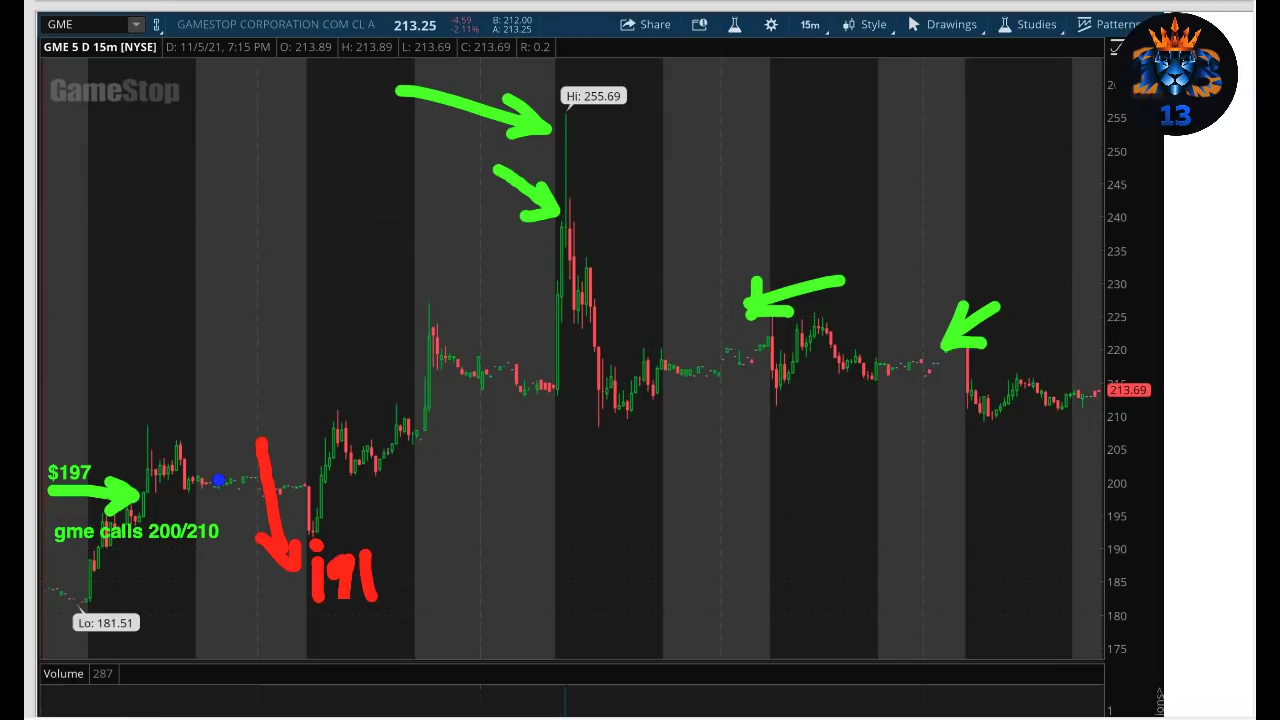 GME GAMESTOP CORPORATION COM CL A 213.25 -4.59 -2.11% B: 212.00 A: 213.25 Share 15m Style Drawings Studies Patterns
GME 5 D 15m [NYSE] D: 11/5/21, 7:15 PM O: 213.89 H: 213.89 L: 213.69 C: 213.69 R: 0.2
GameStop
13
Hi: 255.69
255
250
245
240
235
230
225
220
215
213.69
210
205
200
195
190
185
180
175
$197
gme calls 200/210
Lo: 181.51
Volume 287
1
ions>